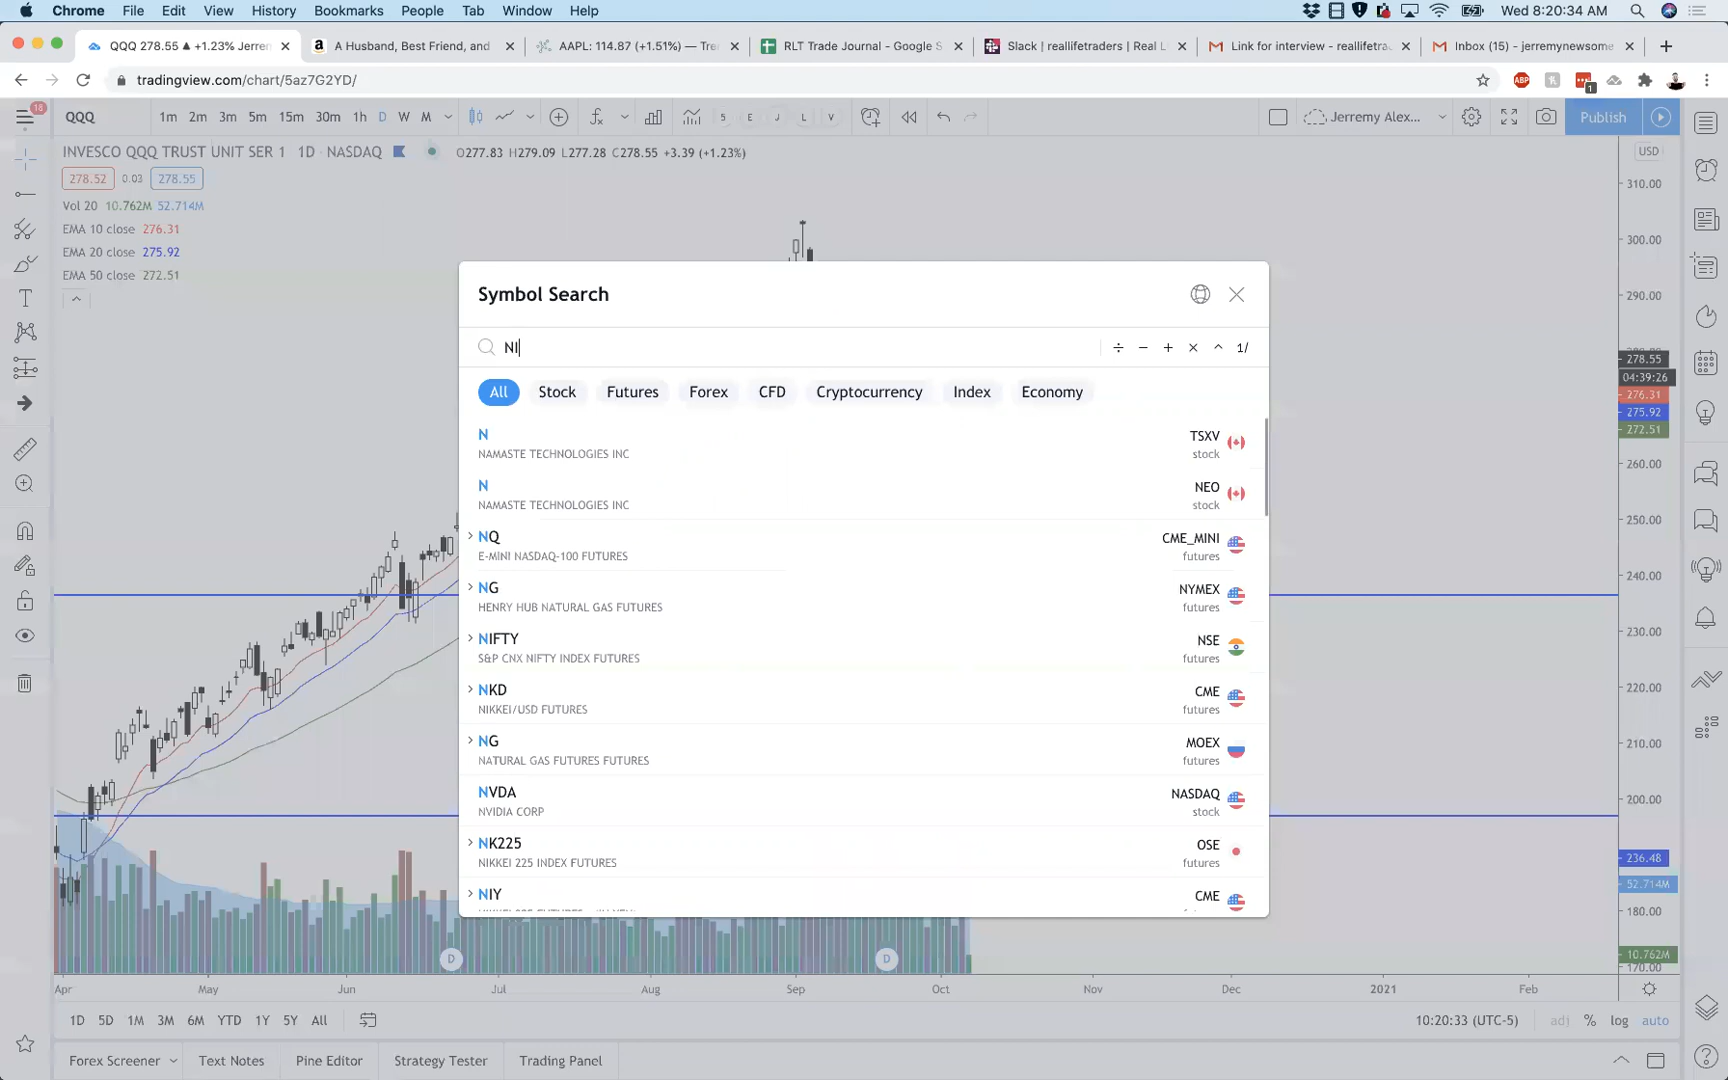 Chrome File Edit View History Bookmarks People Tab Window Help Wed 8:20:34 AM
QQQ 278.55 ▲ +1.23% Jerren × A Husband, Best Friend, and × AAPL: 114.87 (+1.51%) — Tre × RLT Trade Journal - Google S × Slack | reallifetraders | Real L × Link for interview - reallifetra × Inbox (15) - jerremynewsome × +
tradingview.com/chart/5az7G2YD/ ABP 1
18 QQQ 1m 2m 3m 5m 15m 30m 1h D W M 5 E J L V Jerremy Alex... Publish
INVESCO QQQ TRUST UNIT SER 1 · 1D · NASDAQ O277.83 H279.09 L277.28 C278.55 +3.39 (+1.23%) USD
278.52 0.03 278.55
310.00
Vol 20 10.762M 52.714M
EMA 10 close 276.31
300.00
EMA 20 close 275.92
EMA 50 close 272.51
290.00
278.55
04:39:26
276.31
275.92
272.51
260.00
250.00
240.00
230.00
220.00
210.00
200.00
236.48
52.714M
180.00
10.762M
170.00
Symbol Search
NI ÷ − + × ^ 1/
All Stock Futures Forex CFD Cryptocurrency Index Economy
N TSXV
NAMASTE TECHNOLOGIES INC stock
N NEO
NAMASTE TECHNOLOGIES INC stock
NQ CME_MINI
E-MINI NASDAQ-100 FUTURES futures
NG NYMEX
HENRY HUB NATURAL GAS FUTURES futures
NIFTY NSE
S&P CNX NIFTY INDEX FUTURES futures
NKD CME
NIKKEI/USD FUTURES futures
NG MOEX
NATURAL GAS FUTURES FUTURES futures
NVDA NASDAQ
NVIDIA CORP stock
NK225 OSE
NIKKEI 225 INDEX FUTURES futures
NIY CME
D D
Apr May Jun Jul Aug Sep Oct Nov Dec 2021 Feb
1D 5D 1M 3M 6M YTD 1Y 5Y All 10:20:33 (UTC-5) adj % log auto
Forex Screener Text Notes Pine Editor Strategy Tester Trading Panel